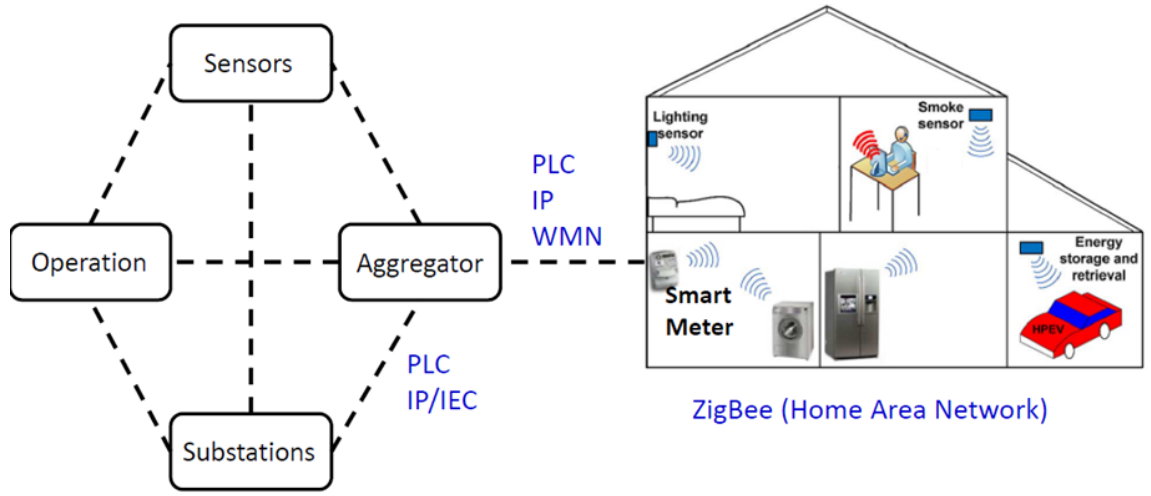 Sensors
Operation
Aggregator
Substations
PLC
IP/IEC
PLC
IP
WMN
Lighting
sensor
Smoke
sensor
Smart
Meter
Energy
storage and
retrieval
HPEV
ZigBee (Home Area Network)